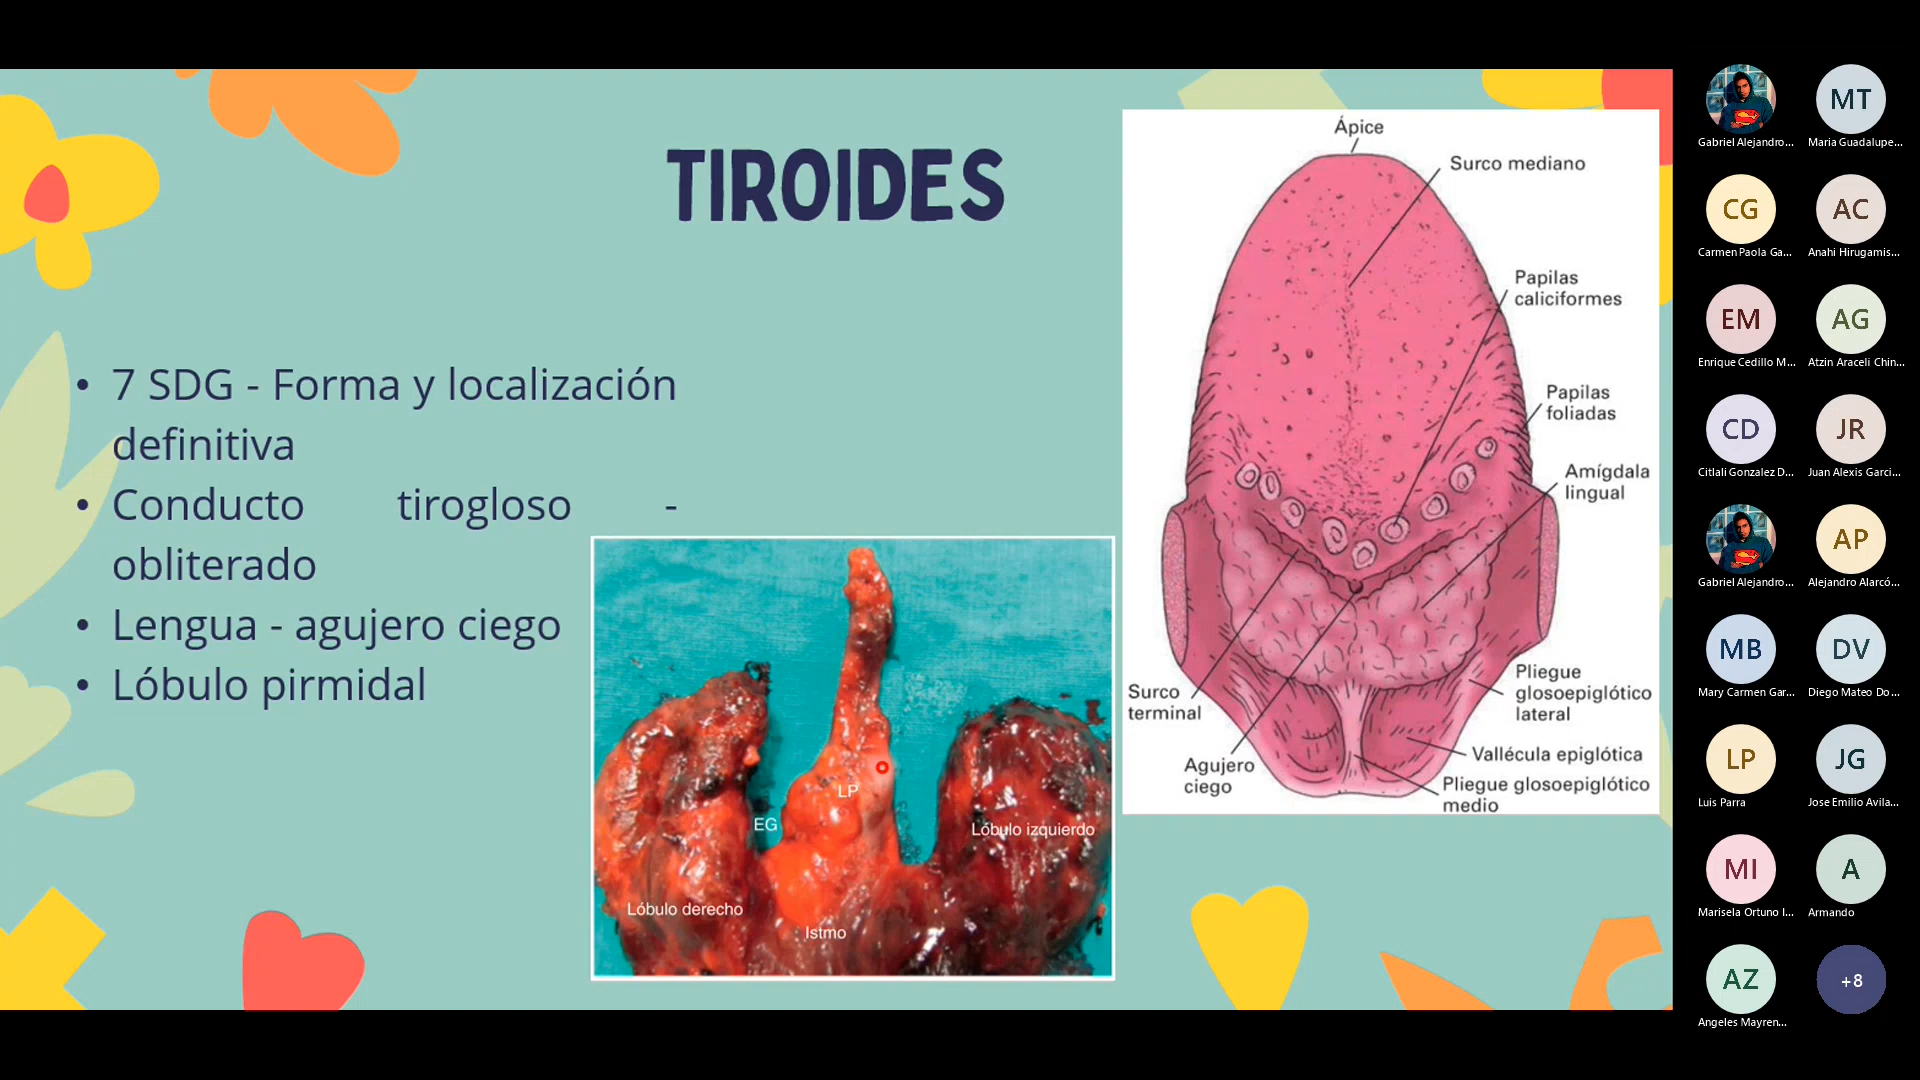 TIROIDES
• 7 SDG - Forma y localización
definitiva
• Conducto tirogloso -
obliterado
• Lengua - agujero ciego
• Lóbulo pirmidal
LP
EG
Lóbulo izquierdo
Lóbulo derecho
Istmo
Ápice
Surco mediano
Papilas
caliciformes
Papilas
foliadas
Amígdala
lingual
Surco
terminal
Pliegue
glosoepiglótico
lateral
Agujero
ciego
Vallécula epiglótica
Pliegue glosoepiglótico
medio
Gabriel Alejandro...
MT
Maria Guadalupe...
CG
Carmen Paola Ga...
AC
Anahi Hirugamis...
EM
Enrique Cedillo M...
AG
Atzin Araceli Chin...
CD
Citlali Gonzalez D...
JR
Juan Alexis Garci...
Gabriel Alejandro...
AP
Alejandro Alarcó...
MB
Mary Carmen Gar...
DV
Diego Mateo Do...
LP
Luis Parra
JG
Jose Emilio Avila...
MI
Marisela Ortuno I...
A
Armando
AZ
Angeles Mayren...
+8